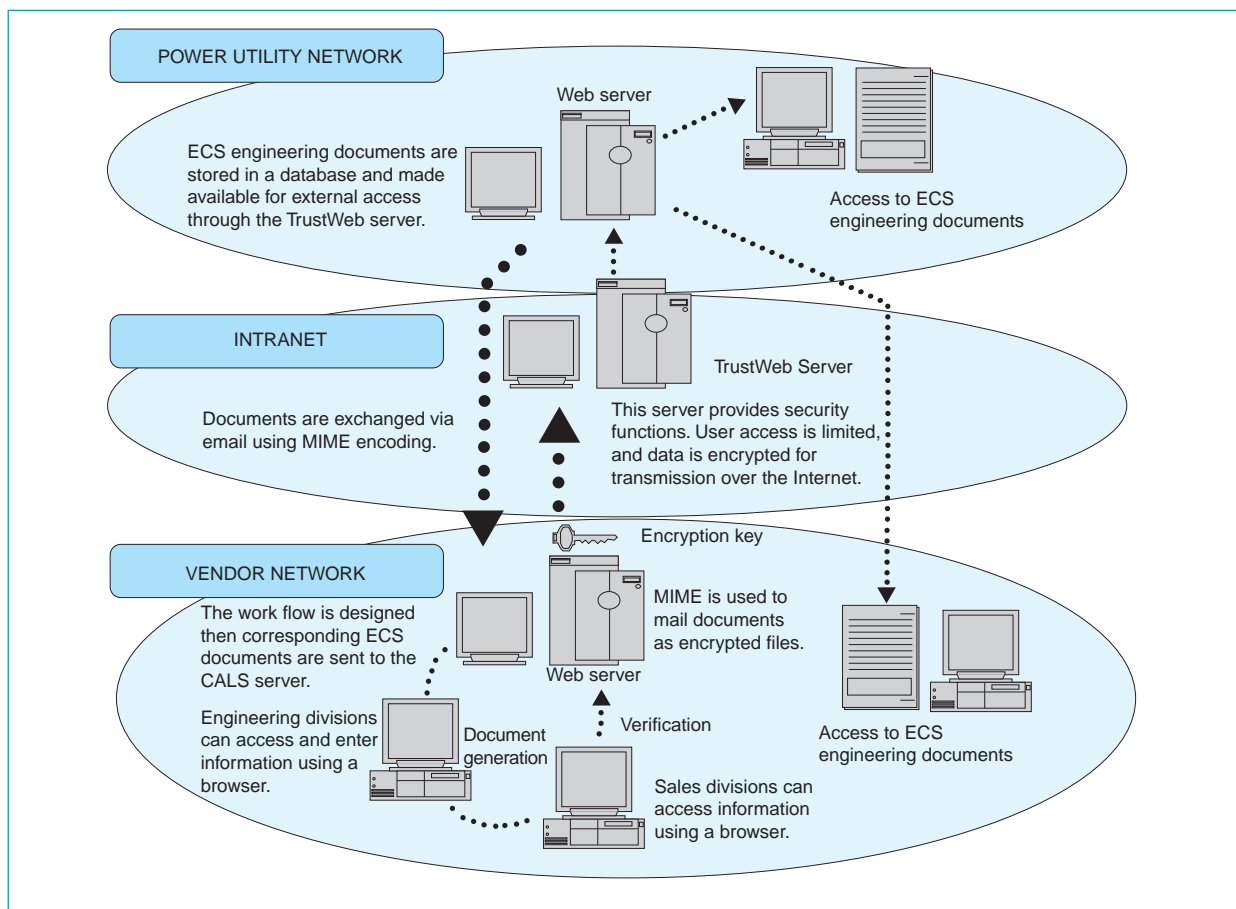 POWER UTILITY NETWORK
Web server
ECS engineering documents are
stored in a database and made
available for external access
through the TrustWeb server.
Access to ECS
engineering documents
INTRANET
TrustWeb Server
Documents are exchanged via
email using MIME encoding.
This server provides security
functions. User access is limited,
and data is encrypted for
transmission over the Internet.
Encryption key
VENDOR NETWORK
The work flow is designed
then corresponding ECS
documents are sent to the
CALS server.
MIME is used to
mail documents
as encrypted files.
Web server
Engineering divisions
can access and enter
information using a
browser.
Document
generation
Verification
Access to ECS
engineering documents
Sales divisions can
access information
using a browser.